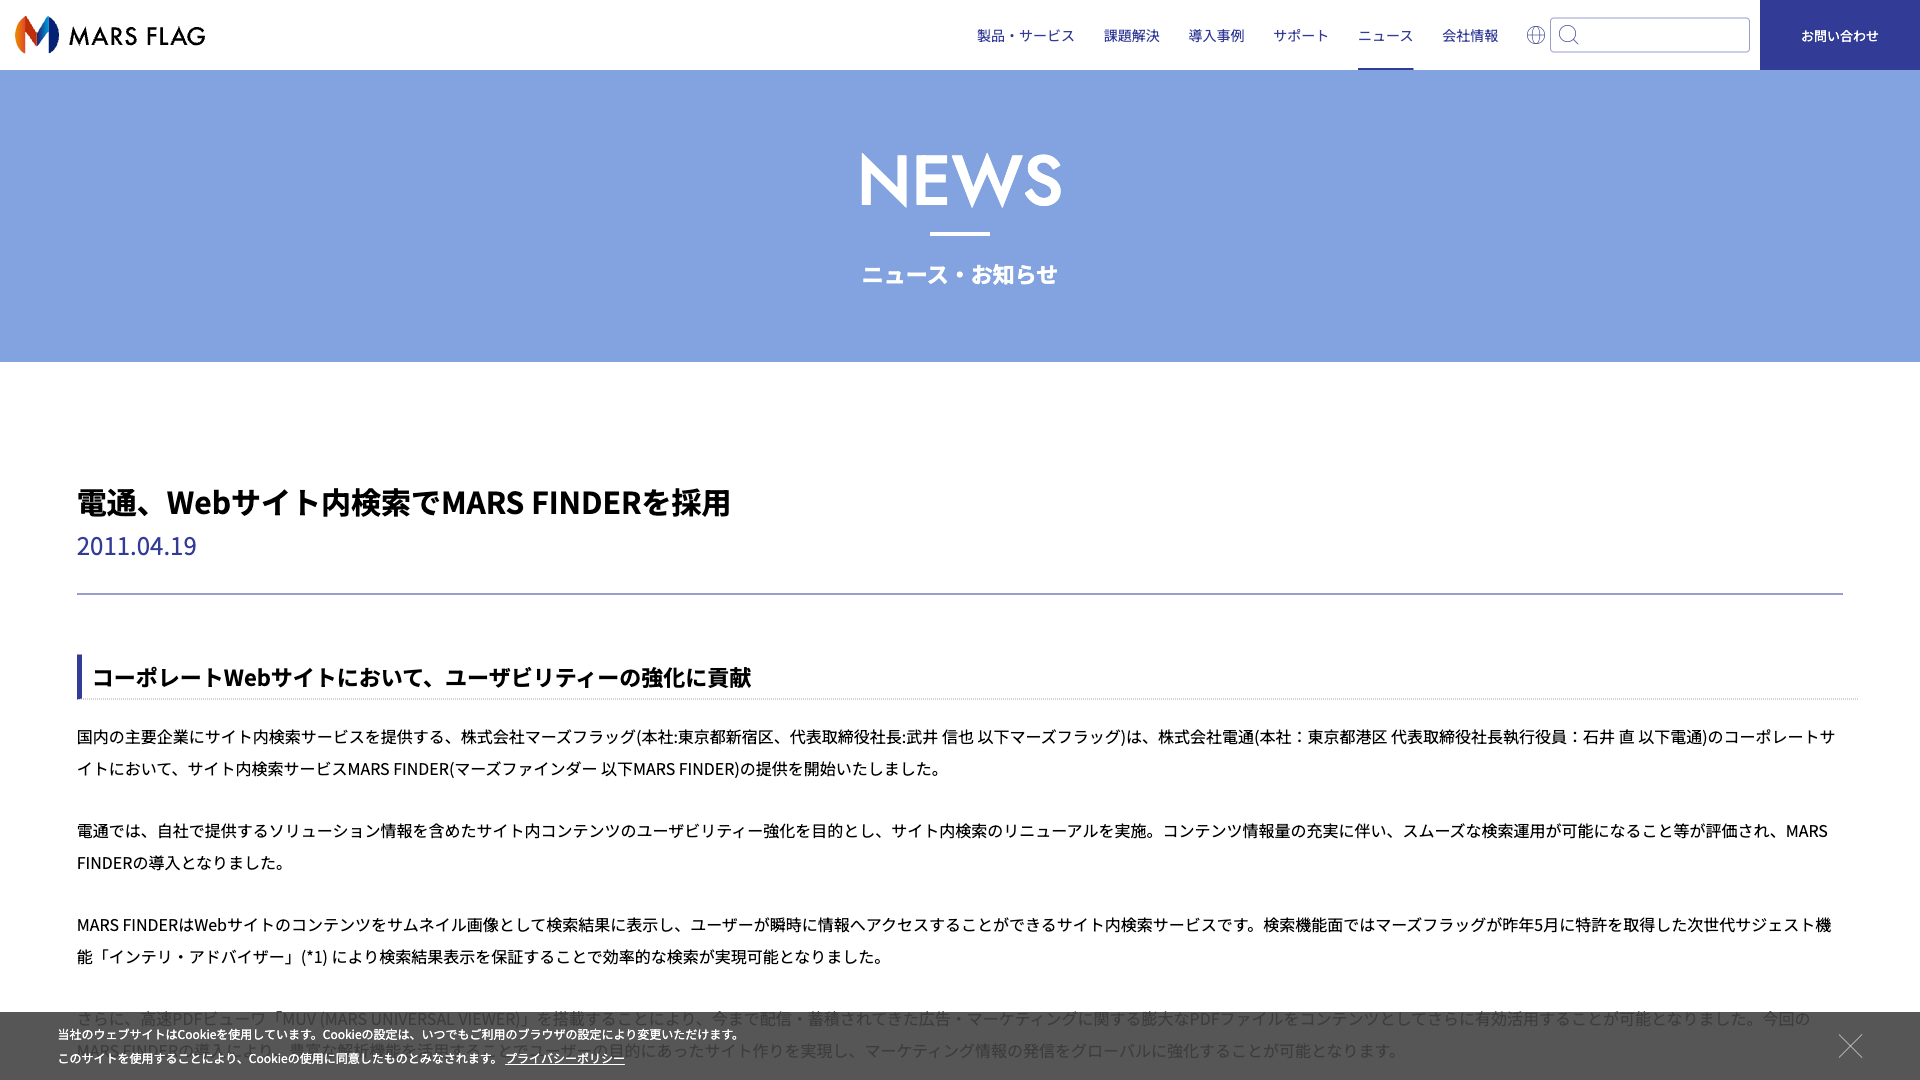 MARS FLAG
製品・サービス
課題解決
導入事例
サポート
ニュース
会社情報
お問い合わせ
NEWS
ニュース・お知らせ
電通、Webサイト内検索でMARS FINDERを採用
2011.04.19
コーポレートWebサイトにおいて、ユーザビリティーの強化に貢献
国内の主要企業にサイト内検索サービスを提供する、株式会社マーズフラッグ(本社:東京都新宿区、代表取締役社長:武井 信也 以下マーズフラッグ)は、株式会社電通(本社：東京都港区 代表取締役社長執行役員：石井 直 以下電通)のコーポレートサ
イトにおいて、サイト内検索サービスMARS FINDER(マーズファインダー 以下MARS FINDER)の提供を開始いたしました。
電通では、自社で提供するソリューション情報を含めたサイト内コンテンツのユーザビリティー強化を目的とし、サイト内検索のリニューアルを実施。コンテンツ情報量の充実に伴い、スムーズな検索運用が可能になること等が評価され、MARS
FINDERの導入となりました。
MARS FINDERはWebサイトのコンテンツをサムネイル画像として検索結果に表示し、ユーザーが瞬時に情報へアクセスすることができるサイト内検索サービスです。検索機能面ではマーズフラッグが昨年5月に特許を取得した次世代サジェスト機
能「インテリ・アドバイザー」(*1) により検索結果表示を保証することで効率的な検索が実現可能となりました。
さらに、高速PDFビューワ「MUV (MARS UNIVERSAL VIEWER)」を搭載することにより、今まで配信・蓄積されてきた広告・マーケティングに関する膨大なPDFファイルをコンテンツとしてさらに有効活用することが可能となりました。今回の
MARS FINDERの導入により、豊富な解析機能を活用することでユーザーの目的にあったサイト作りを実現し、マーケティング情報の発信をグローバルに強化することが可能となります。
当社のウェブサイトはCookieを使用しています。Cookieの設定は、いつでもご利用のブラウザの設定により変更いただけます。
このサイトを使用することにより、Cookieの使用に同意したものとみなされます。 プライバシーポリシー